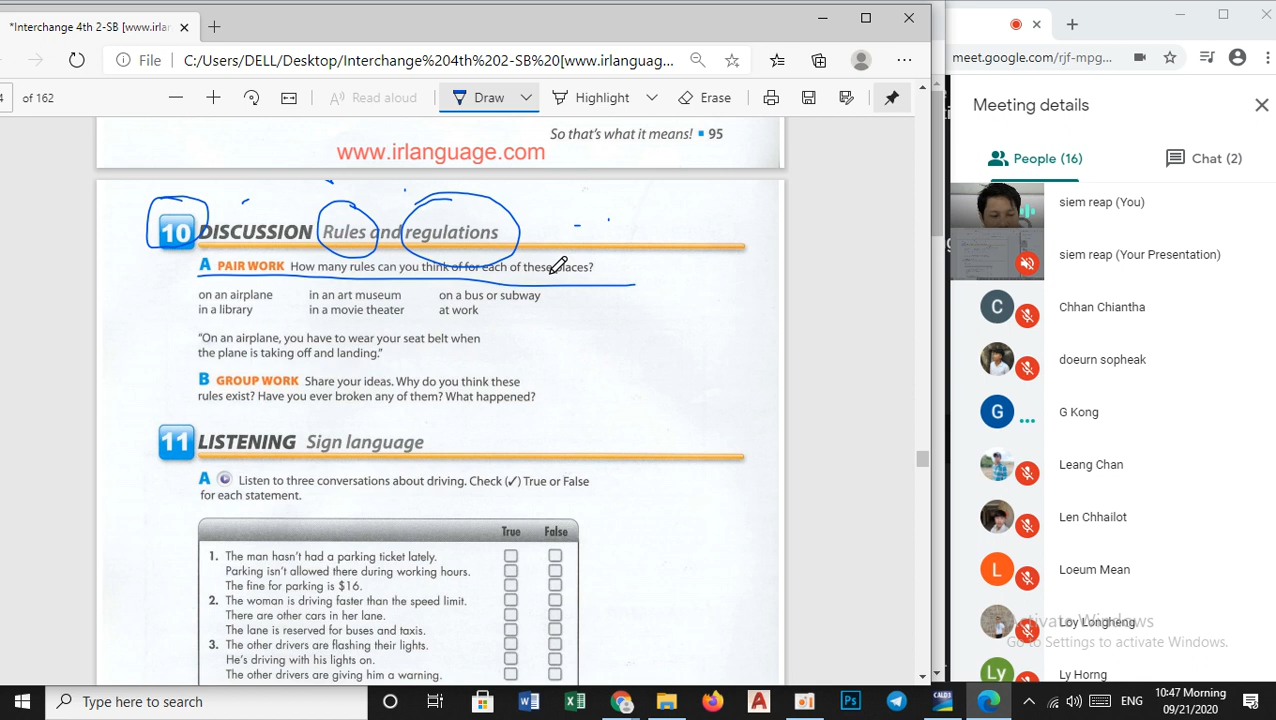 *Interchange 4th 2-SB [www.irlar
File C:/Users/DELL/Desktop/Interchange%204th%202-SB%20[www.irlanguag...
meet.google.com/rjf-mpg...
4 of 162 Read aloud Draw Highlight Erase
So that's what it means! ▪ 95
www.irlanguage.com
10 DISCUSSION Rules and regulations
A PAIR WORK How many rules can you think of for each of these places?
on an airplane in an art museum on a bus or subway
in a library in a movie theater at work
"On an airplane, you have to wear your seat belt when
the plane is taking off and landing."
B GROUP WORK Share your ideas. Why do you think these
rules exist? Have you ever broken any of them? What happened?
11 LISTENING Sign language
A Listen to three conversations about driving. Check (✓) True or False
for each statement.
True False
1. The man hasn't had a parking ticket lately.
Parking isn't allowed there during working hours.
The fine for parking is $16.
2. The woman is driving faster than the speed limit.
There are other cars in her lane.
The lane is reserved for buses and taxis.
3. The other drivers are flashing their lights.
He's driving with his lights on.
The other drivers are giving him a warning.
Meeting details
People (16) Chat (2)
siem reap (You)
siem reap (Your Presentation)
C Chhan Chiantha
doeurn sopheak
G G Kong
Leang Chan
Len Chhailot
L Loeum Mean
Loy Longheng
Ly Ly Horng
Activate Windows
Go to Settings to activate Windows.
Type here to search
ENG
10:47 Morning
09/21/2020